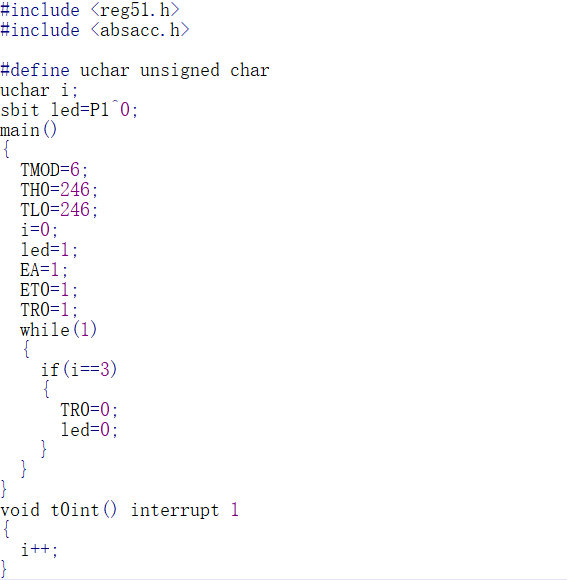 #include <reg51.h>
#include <absacc.h>

#define uchar unsigned char
uchar i;
sbit led=P1^0;
main()
{
  TMOD=6;
  TH0=246;
  TL0=246;
  i=0;
  led=1;
  EA=1;
  ET0=1;
  TR0=1;
  while(1)
  {
    if(i==3)
    {
      TR0=0;
      led=0;
    }
  }
}
void t0int() interrupt 1
{
  i++;
}